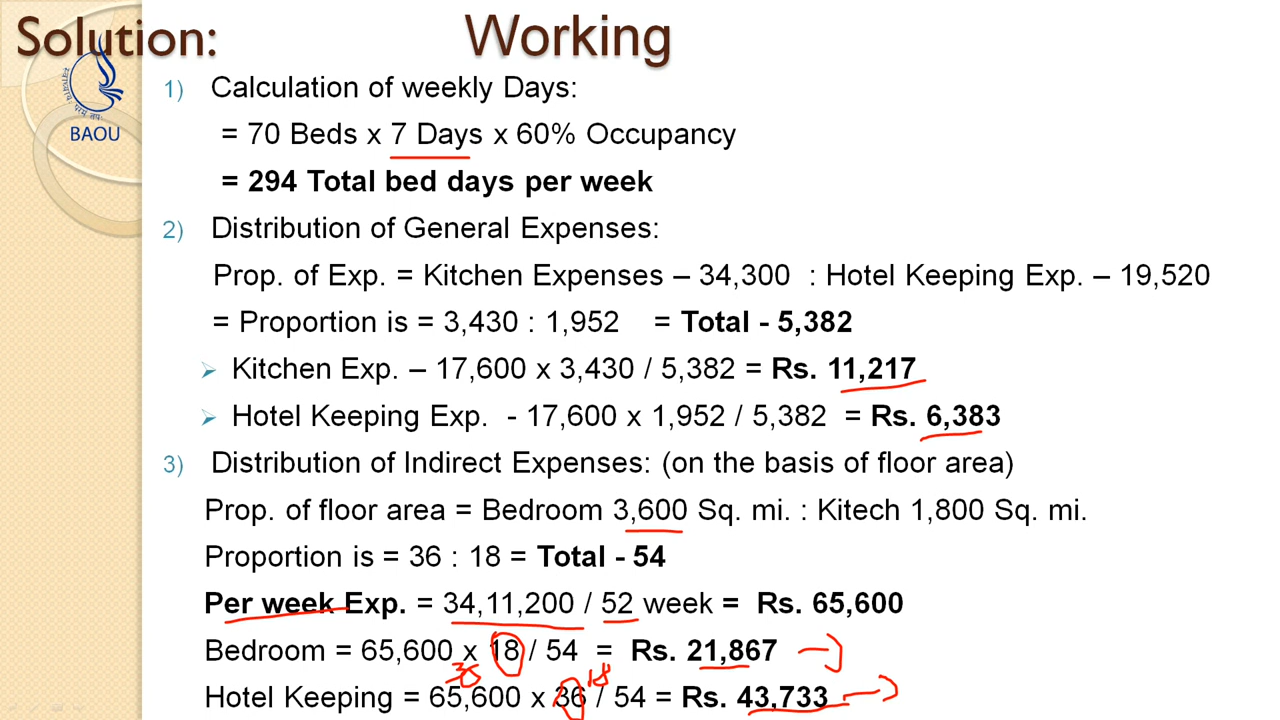 Solution: Working
BAOU
1) Calculation of weekly Days:
= 70 Beds x 7 Days x 60% Occupancy
= 294 Total bed days per week
2) Distribution of General Expenses:
Prop. of Exp. = Kitchen Expenses – 34,300 : Hotel Keeping Exp. – 19,520
= Proportion is = 3,430 : 1,952 = Total - 5,382
➢ Kitchen Exp. – 17,600 x 3,430 / 5,382 = Rs. 11,217
➢ Hotel Keeping Exp. - 17,600 x 1,952 / 5,382 = Rs. 6,383
3) Distribution of Indirect Expenses: (on the basis of floor area)
Prop. of floor area = Bedroom 3,600 Sq. mi. : Kitech 1,800 Sq. mi.
Proportion is = 36 : 18 = Total - 54
Per week Exp. = 34,11,200 / 52 week = Rs. 65,600
Bedroom = 65,600 x 18 / 54 = Rs. 21,867
36 18
Hotel Keeping = 65,600 x 36 / 54 = Rs. 43,733